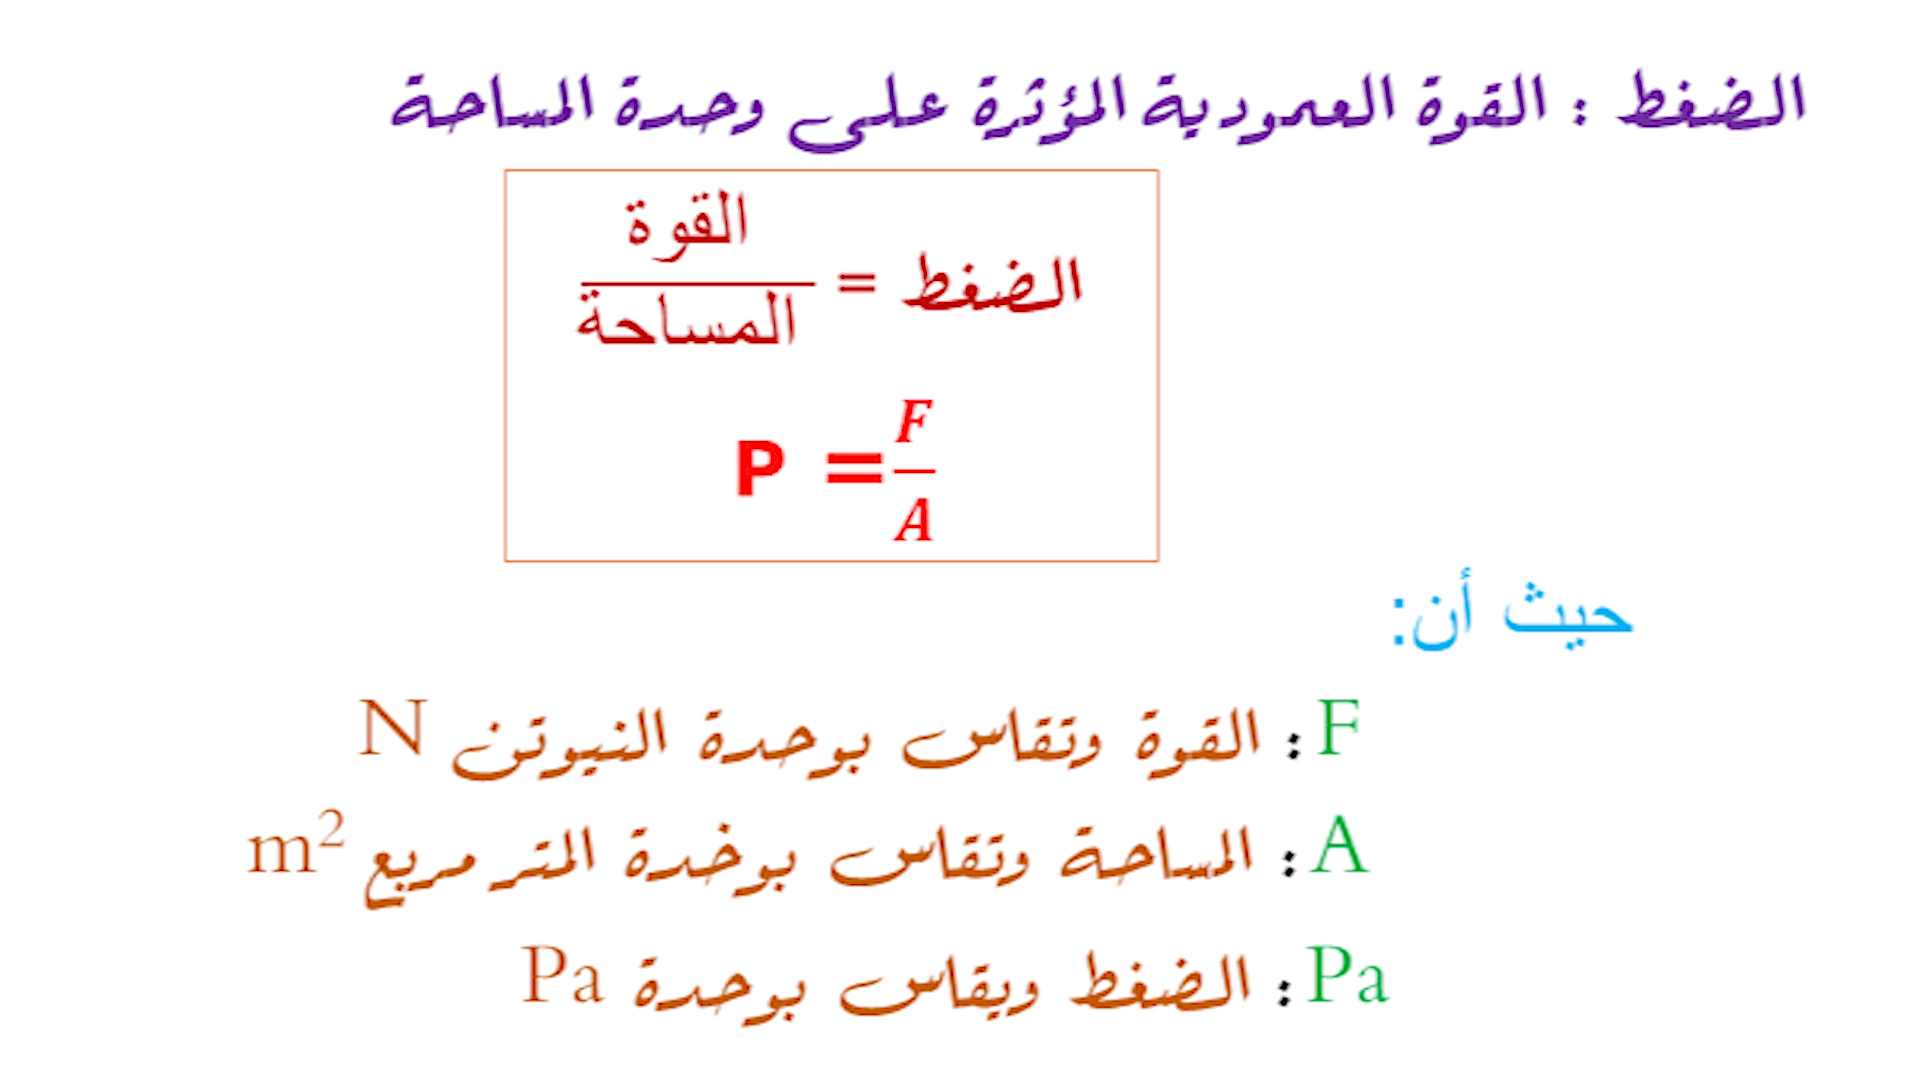 الضغط : القوة العمودية المؤثرة على وحدة المساحة
الضغط = القوة / المساحة
P = F / A
حيث أن:
F : القوة وتقاس بوحدة النيوتن N
A : المساحة وتقاس بوخدة المتر مربع m²
Pa : الضغط ويقاس بوحدة Pa